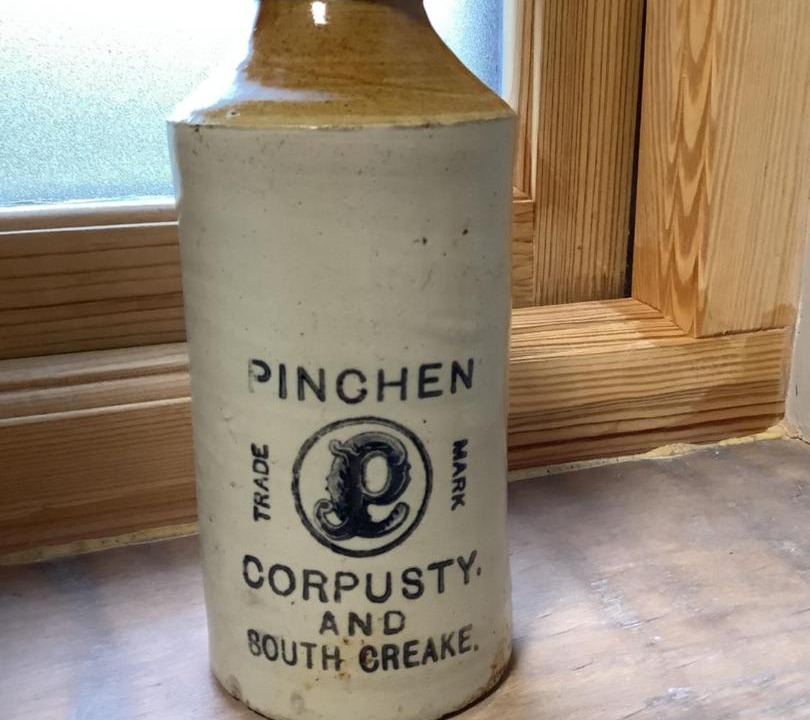 PINCHEN
TRADE P MARK
CORPUSTY.
AND
SOUTH CREAKE.